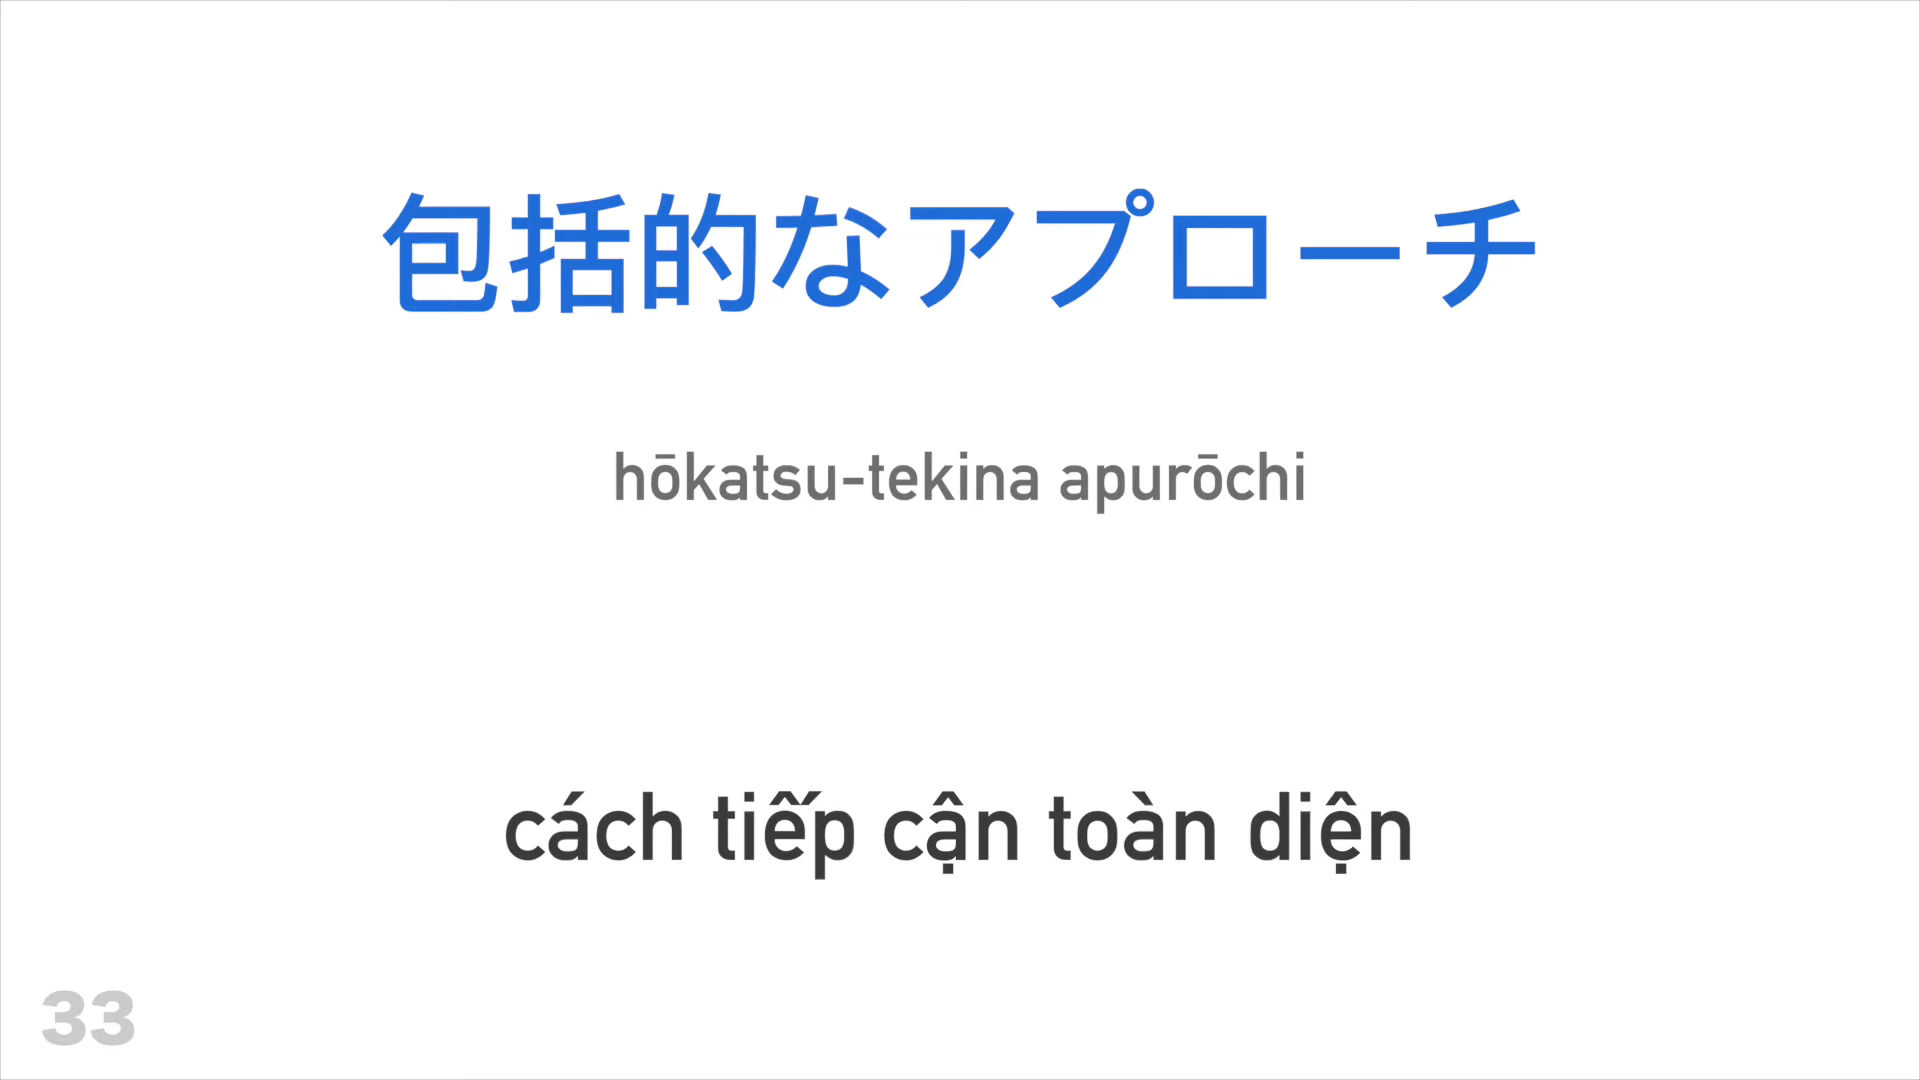 包括的なアプローチ
hōkatsu-tekina apurōchi
cách tiếp cận toàn diện
33